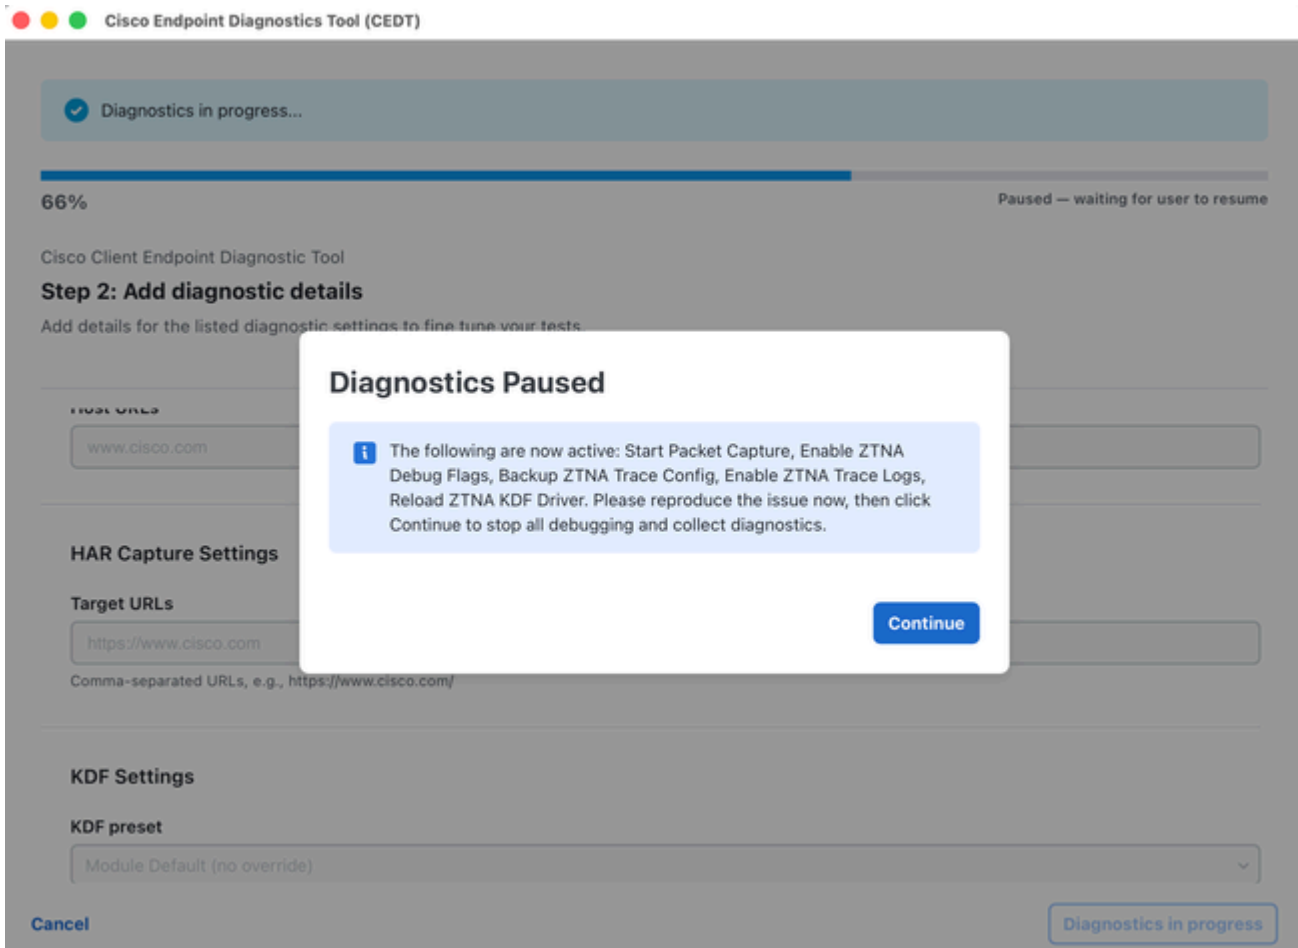 Cisco Endpoint Diagnostics Tool (CEDT)
Diagnostics in progress...
66%
Paused — waiting for user to resume
Cisco Client Endpoint Diagnostic Tool
Step 2: Add diagnostic details
Add details for the listed diagnostic settings to fine tune your tests.
Diagnostics Paused
The following are now active: Start Packet Capture, Enable ZTNA
Debug Flags, Backup ZTNA Trace Config, Enable ZTNA Trace Logs,
Reload ZTNA KDF Driver. Please reproduce the issue now, then click
Continue to stop all debugging and collect diagnostics.
Continue
Host URLs
www.cisco.com
HAR Capture Settings
Target URLs
https://www.cisco.com
Comma-separated URLs, e.g., https://www.cisco.com/
KDF Settings
KDF preset
Module Default (no override)
Cancel
Diagnostics in progress